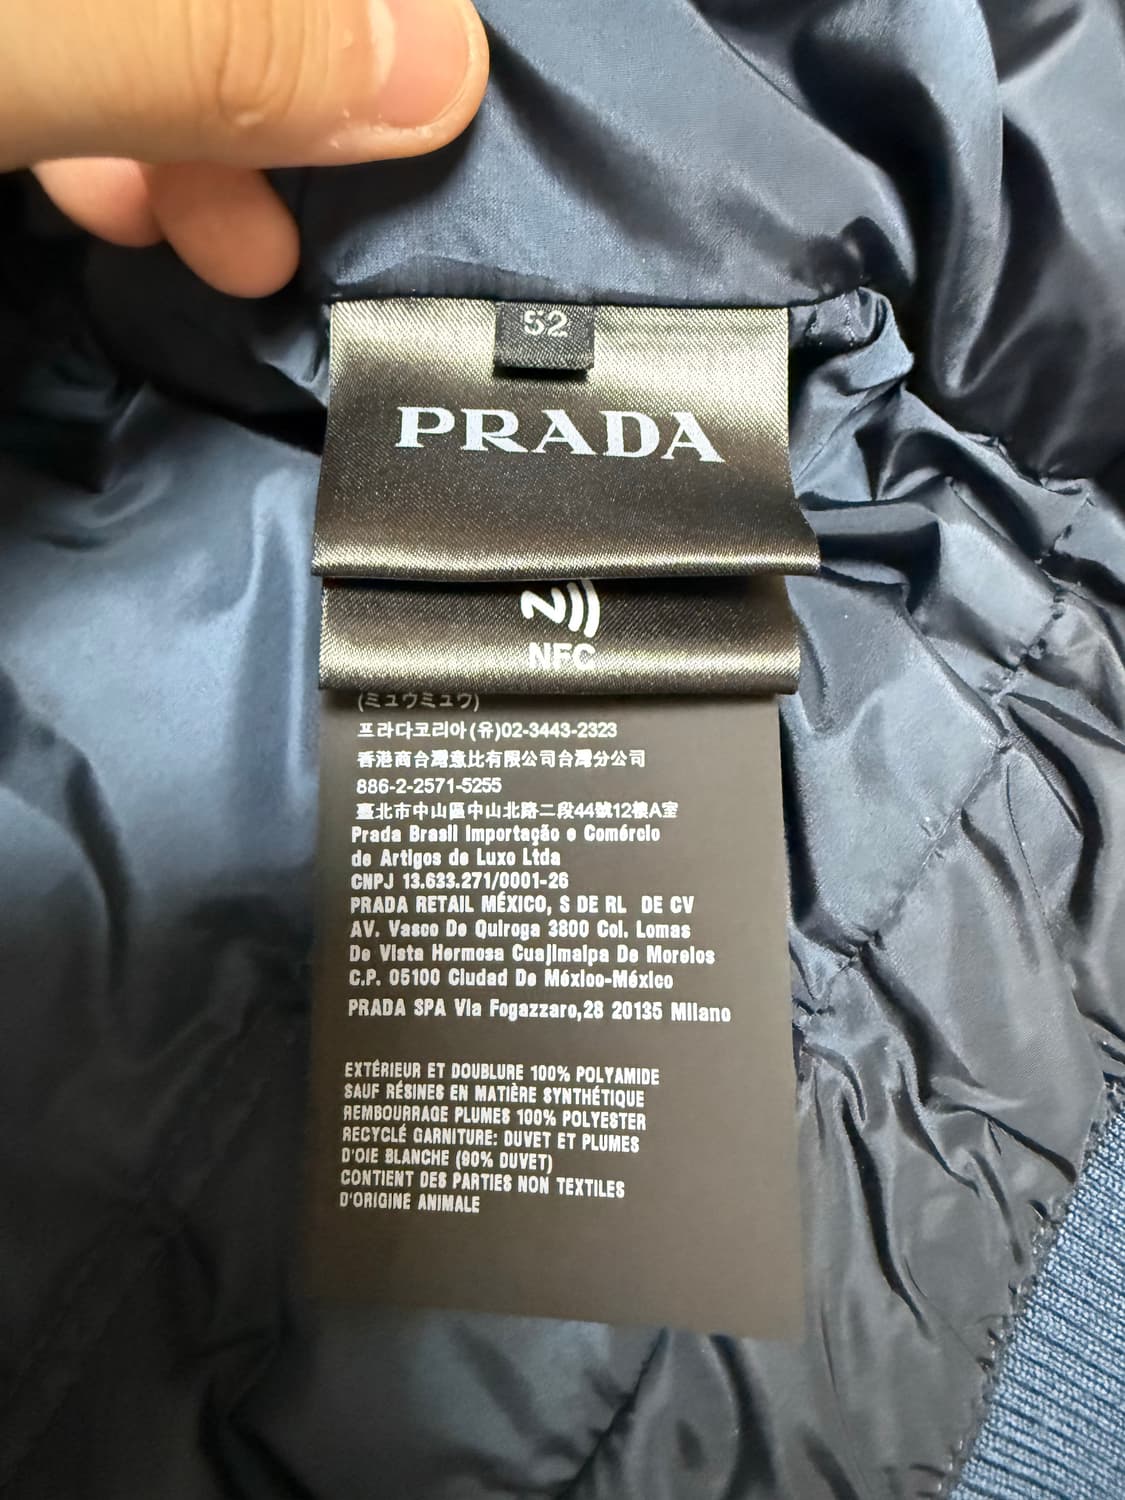 52
PRADA
NFC
(ミュウミュウ)
프라다코리아(유)02-3443-2323
香港商台灣意比有限公司台灣分公司
886-2-2571-5255
臺北市中山區中山北路二段44號12樓A室
Prada Brasil Importação e Comércio
de Artigos de Luxo Ltda
CNPJ 13.633.271/0001-26
PRADA RETAIL MÉXICO, S DE RL DE CV
AV. Vasco De Quiroga 3800 Col. Lomas
De Vista Hermosa Cuajimalpa De Morelos
C.P. 05100 Ciudad De México-México
PRADA SPA Via Fogazzaro,28 20135 Milano
EXTÉRIEUR ET DOUBLURE 100% POLYAMIDE
SAUF RÉSINES EN MATIÈRE SYNTHÉTIQUE
REMBOURRAGE PLUMES 100% POLYESTER
RECYCLÉ GARNITURE: DUVET ET PLUMES
D'OIE BLANCHE (90% DUVET)
CONTIENT DES PARTIES NON TEXTILES
D'ORIGINE ANIMALE